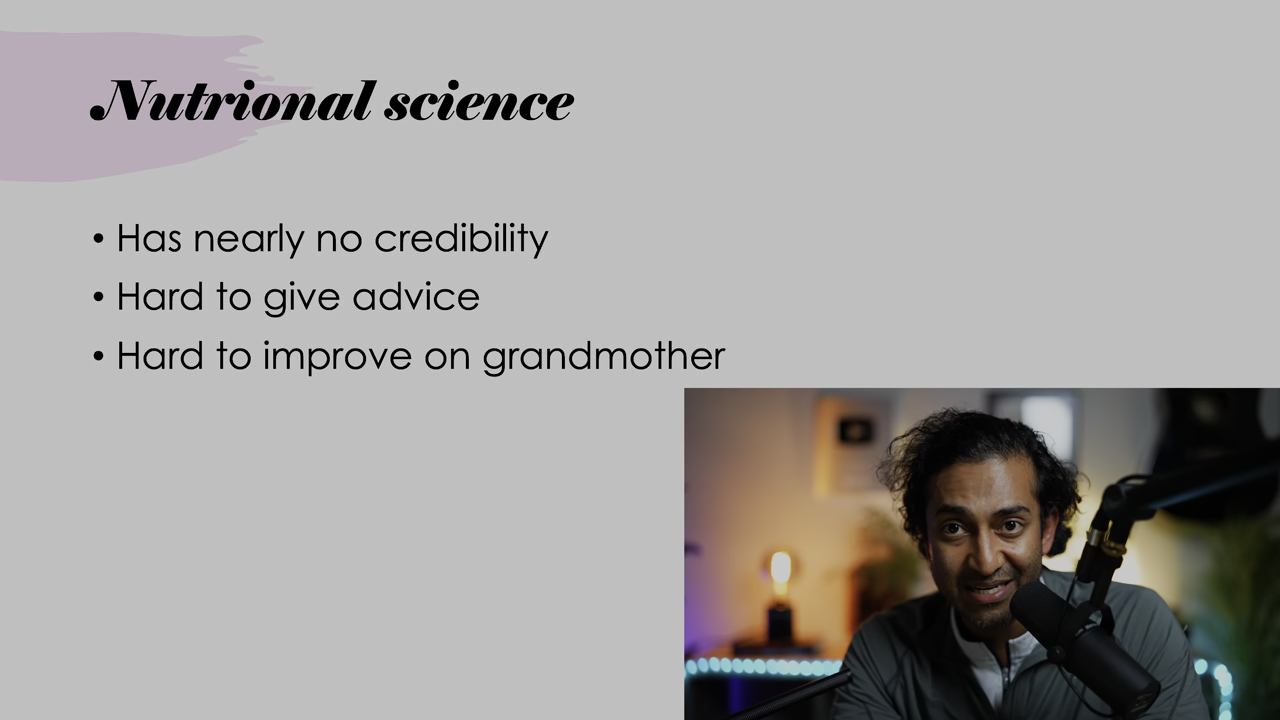 Nutrional science
• Has nearly no credibility
• Hard to give advice
• Hard to improve on grandmother